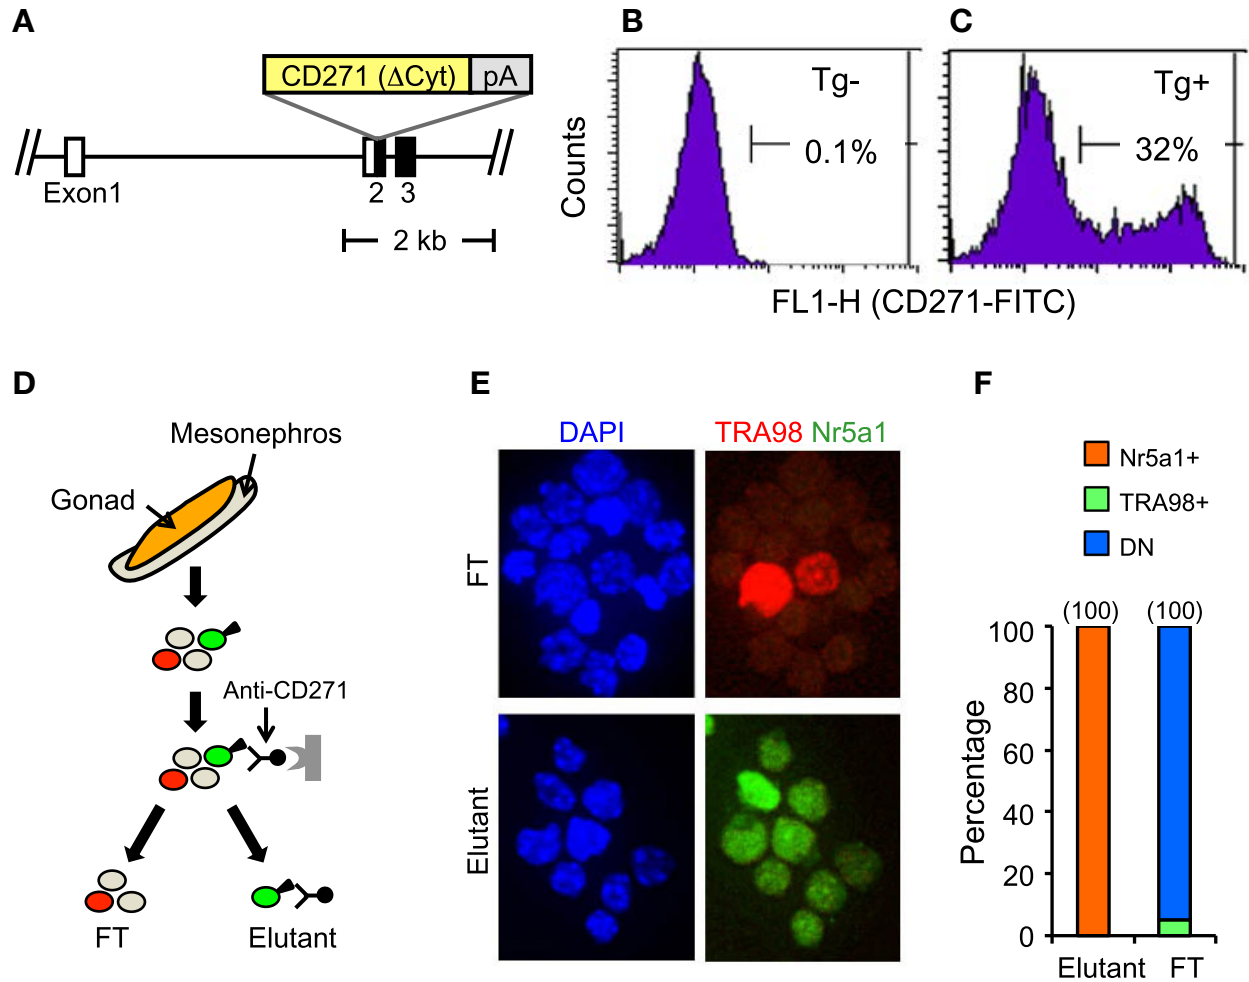 A
CD271 (ΔCyt) pA
Exon1
2 3
2 kb
B
Tg-
0.1%
Counts
C
Tg+
32%
FL1-H (CD271-FITC)
D
Mesonephros
Gonad
Anti-CD271
FT
Elutant
E
DAPI
TRA98 Nr5a1
FT
Elutant
F
Nr5a1+
TRA98+
DN
(100) (100)
Percentage
100
80
60
40
20
0
Elutant FT